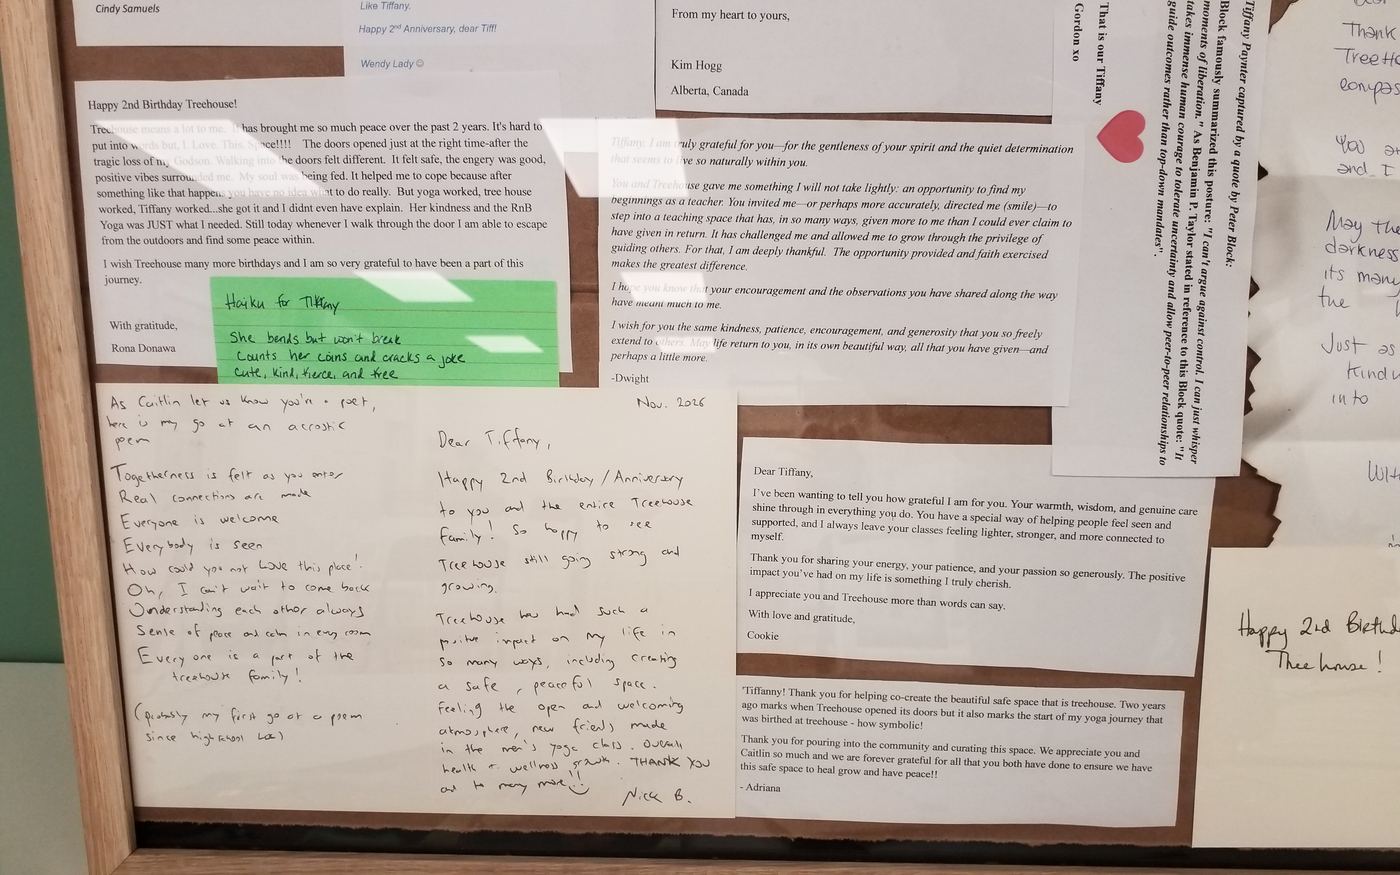 Cindy Samuels
Like Tiffany.
Happy 2nd Anniversary, dear Tiff!
Wendy Lady ☺
From my heart to yours,
Kim Hogg
Alberta, Canada
Tiffany Paynter captured by a quote by Peter Block:
Block famously summarized this posture: "I can't argue against control. I can just whisper
moments of liberation." As Benjamin P. Taylor stated in reference to this Block quote: "It
takes immense human courage to tolerate uncertainty and allow peer-to-peer relationships to
guide outcomes rather than top-down mandates".
That is our Tiffany
Gordon xo
Happy 2nd Birthday Treehouse!
Treehouse means a lot to me. It has brought me so much peace over the past 2 years. It's hard to
put into words but, I. Love. This. Space!!!! The doors opened just at the right time-after the
tragic loss of my Godson. Walking into the doors felt different. It felt safe, the engery was good,
positive vibes surrounded me. My soul was being fed. It helped me to cope because after
something like that happens you have no idea what to do really. But yoga worked, tree house
worked, Tiffany worked...she got it and I didnt even have explain. Her kindness and the RnB
Yoga was JUST what I needed. Still today whenever I walk through the door I am able to escape
from the outdoors and find some peace within.
I wish Treehouse many more birthdays and I am so very grateful to have been a part of this
journey.
With gratitude,
Rona Donawa
Haiku for Tiffany
She bends but won't break
Counts her coins and cracks a joke
Cute, kind, fierce, and free
Tiffany: I am truly grateful for you—for the gentleness of your spirit and the quiet determination
that seems to live so naturally within you.
You and Treehouse gave me something I will not take lightly: an opportunity to find my
beginnings as a teacher. You invited me—or perhaps more accurately, directed me (smile)—to
step into a teaching space that has, in so many ways, given more to me than I could ever claim to
have given in return. It has challenged me and allowed me to grow through the privilege of
guiding others. For that, I am deeply thankful. The opportunity provided and faith exercised
makes the greatest difference.
I hope you know that your encouragement and the observations you have shared along the way
have meant much to me.
I wish for you the same kindness, patience, encouragement, and generosity that you so freely
extend to others. May life return to you, in its own beautiful way, all that you have given—and
perhaps a little more.
-Dwight
As Caitlin let us know you're a poet,
here is my go at an acrostic
poem
Togetherness is felt as you enter
Real connections are made
Everyone is welcome
Everybody is seen
How could you not Love this place!
Oh, I can't wait to come back
Understanding each other always
Sense of peace and calm in every room
Every one is a part of the
treehouse family!
(probably my first go at a poem
since highschool LOL)
Nov. 2026
Dear Tiffany,
Happy 2nd Birthday/Anniversary
to you and the entire Treehouse
family! So happy to see
Treehouse still going strong and
growing.
Treehouse has had such a
positive impact on my life in
so many ways, including creating
a safe, peaceful space.
Feeling the open and welcoming
atmosphere, new friends made
in the men's yoga class. Overall
health & wellness growth. THANK YOU
and to many more!!
Nick B.
Dear Tiffany,
I've been wanting to tell you how grateful I am for you. Your warmth, wisdom, and genuine care
shine through in everything you do. You have a special way of helping people feel seen and
supported, and I always leave your classes feeling lighter, stronger, and more connected to
myself.
Thank you for sharing your energy, your patience, and your passion so generously. The positive
impact you've had on my life is something I truly cherish.
I appreciate you and Treehouse more than words can say.
With love and gratitude,
Cookie
'Tiffanny! Thank you for helping co-create the beautiful safe space that is treehouse. Two years
ago marks when Treehouse opened its doors but it also marks the start of my yoga journey that
was birthed at treehouse - how symbolic!
Thank you for pouring into the community and curating this space. We appreciate you and
Caitlin so much and we are forever grateful for all that you both have done to ensure we have
this safe space to heal grow and have peace!!
- Adriana
Thank
and I
May the
darkness
its many
the
Just as
Kind
into
Happy 2nd
Treehouse!